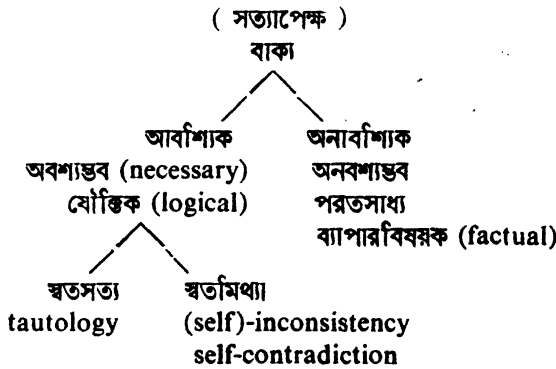 ( সত্যাপেক্ষ )
বাক্য
আবশ্যিক অনাবশ্যিক
অবশ্যম্ভব (necessary) অনবশ্যম্ভব
যৌক্তিক (logical) পরতসাধ্য
ব্যাপারবিষয়ক (factual)
স্বতসত্য স্বতমিথ্যা
tautology (self)-inconsistency
self-contradiction